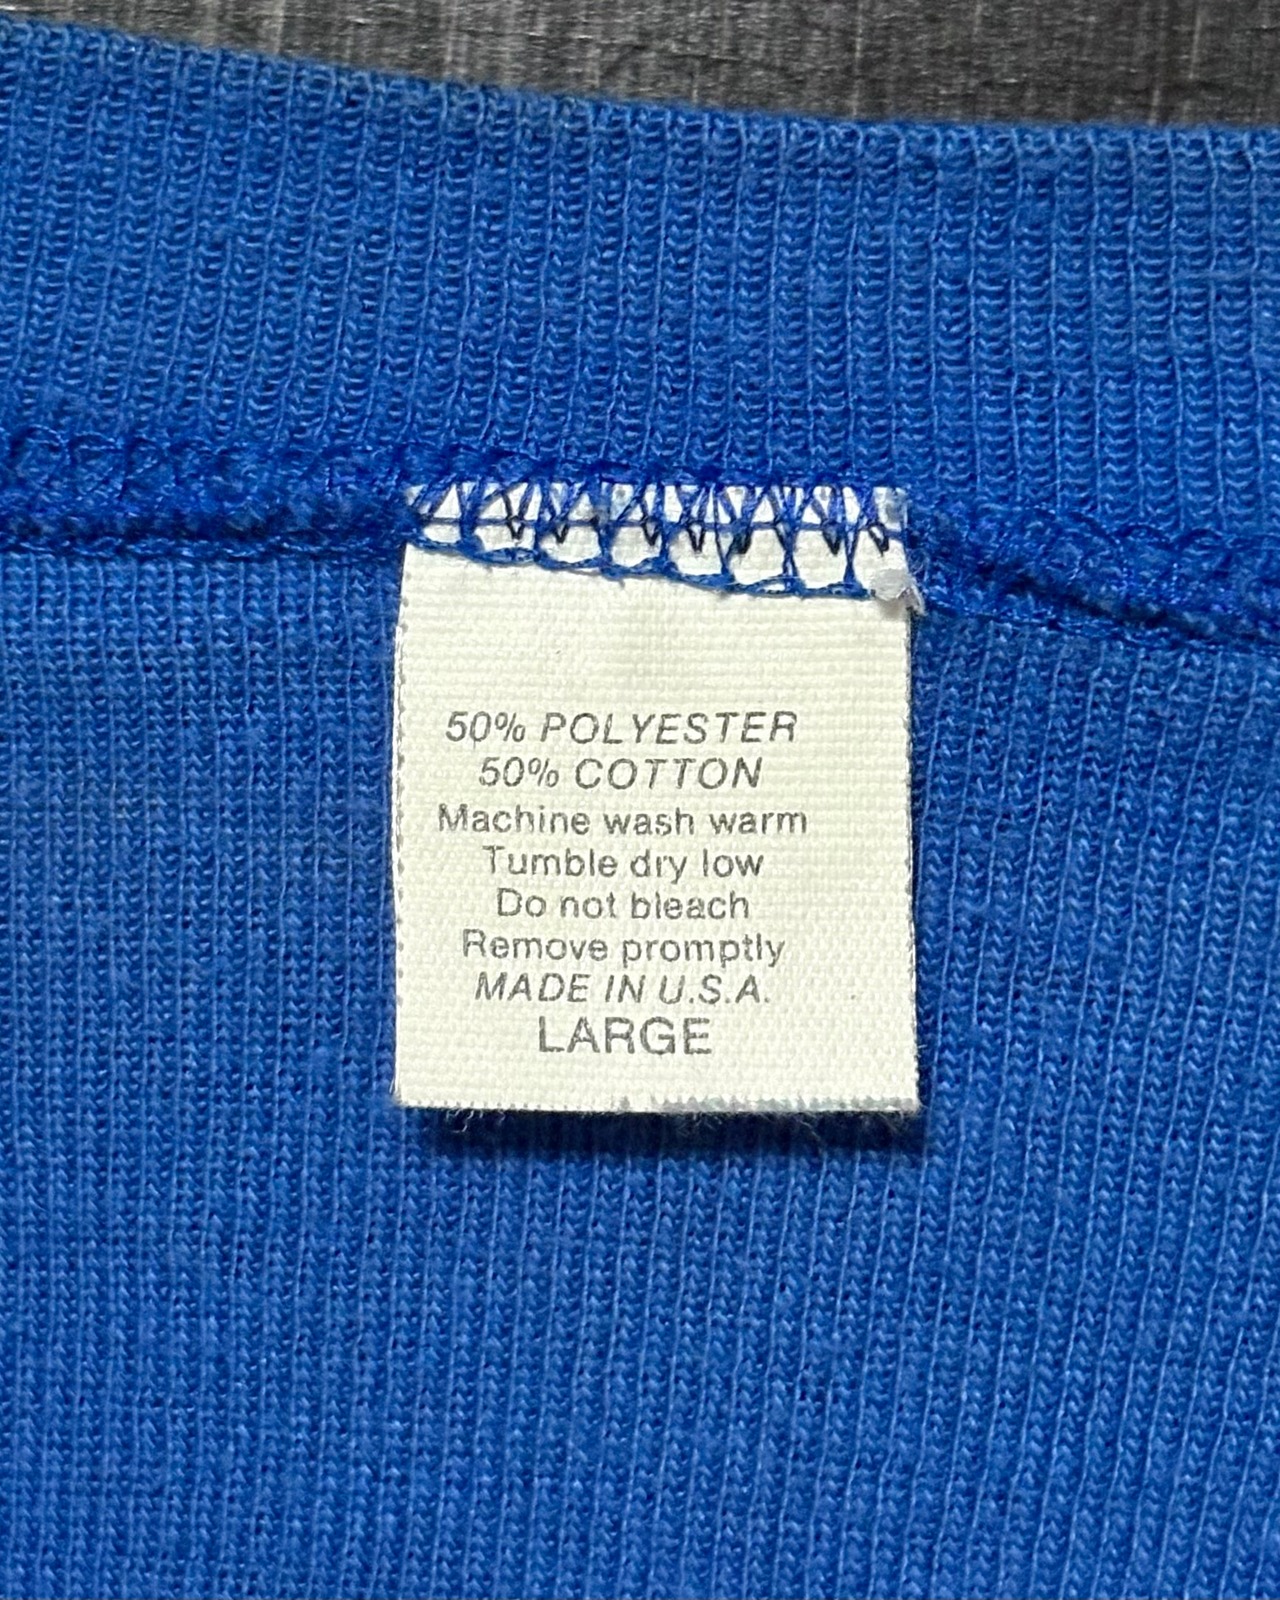 50% POLYESTER
50% COTTON
Machine wash warm
Tumble dry low
Do not bleach
Remove promptly
MADE IN U.S.A.
LARGE